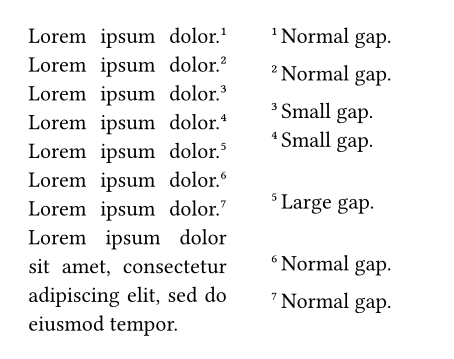 Lorem ipsum dolor.¹
Lorem ipsum dolor.²
Lorem ipsum dolor.³
Lorem ipsum dolor.⁴
Lorem ipsum dolor.⁵
Lorem ipsum dolor.⁶
Lorem ipsum dolor.⁷
Lorem ipsum dolor
sit amet, consectetur
adipiscing elit, sed do
eiusmod tempor.
¹ Normal gap.
² Normal gap.
³ Small gap.
⁴ Small gap.
⁵ Large gap.
⁶ Normal gap.
⁷ Normal gap.